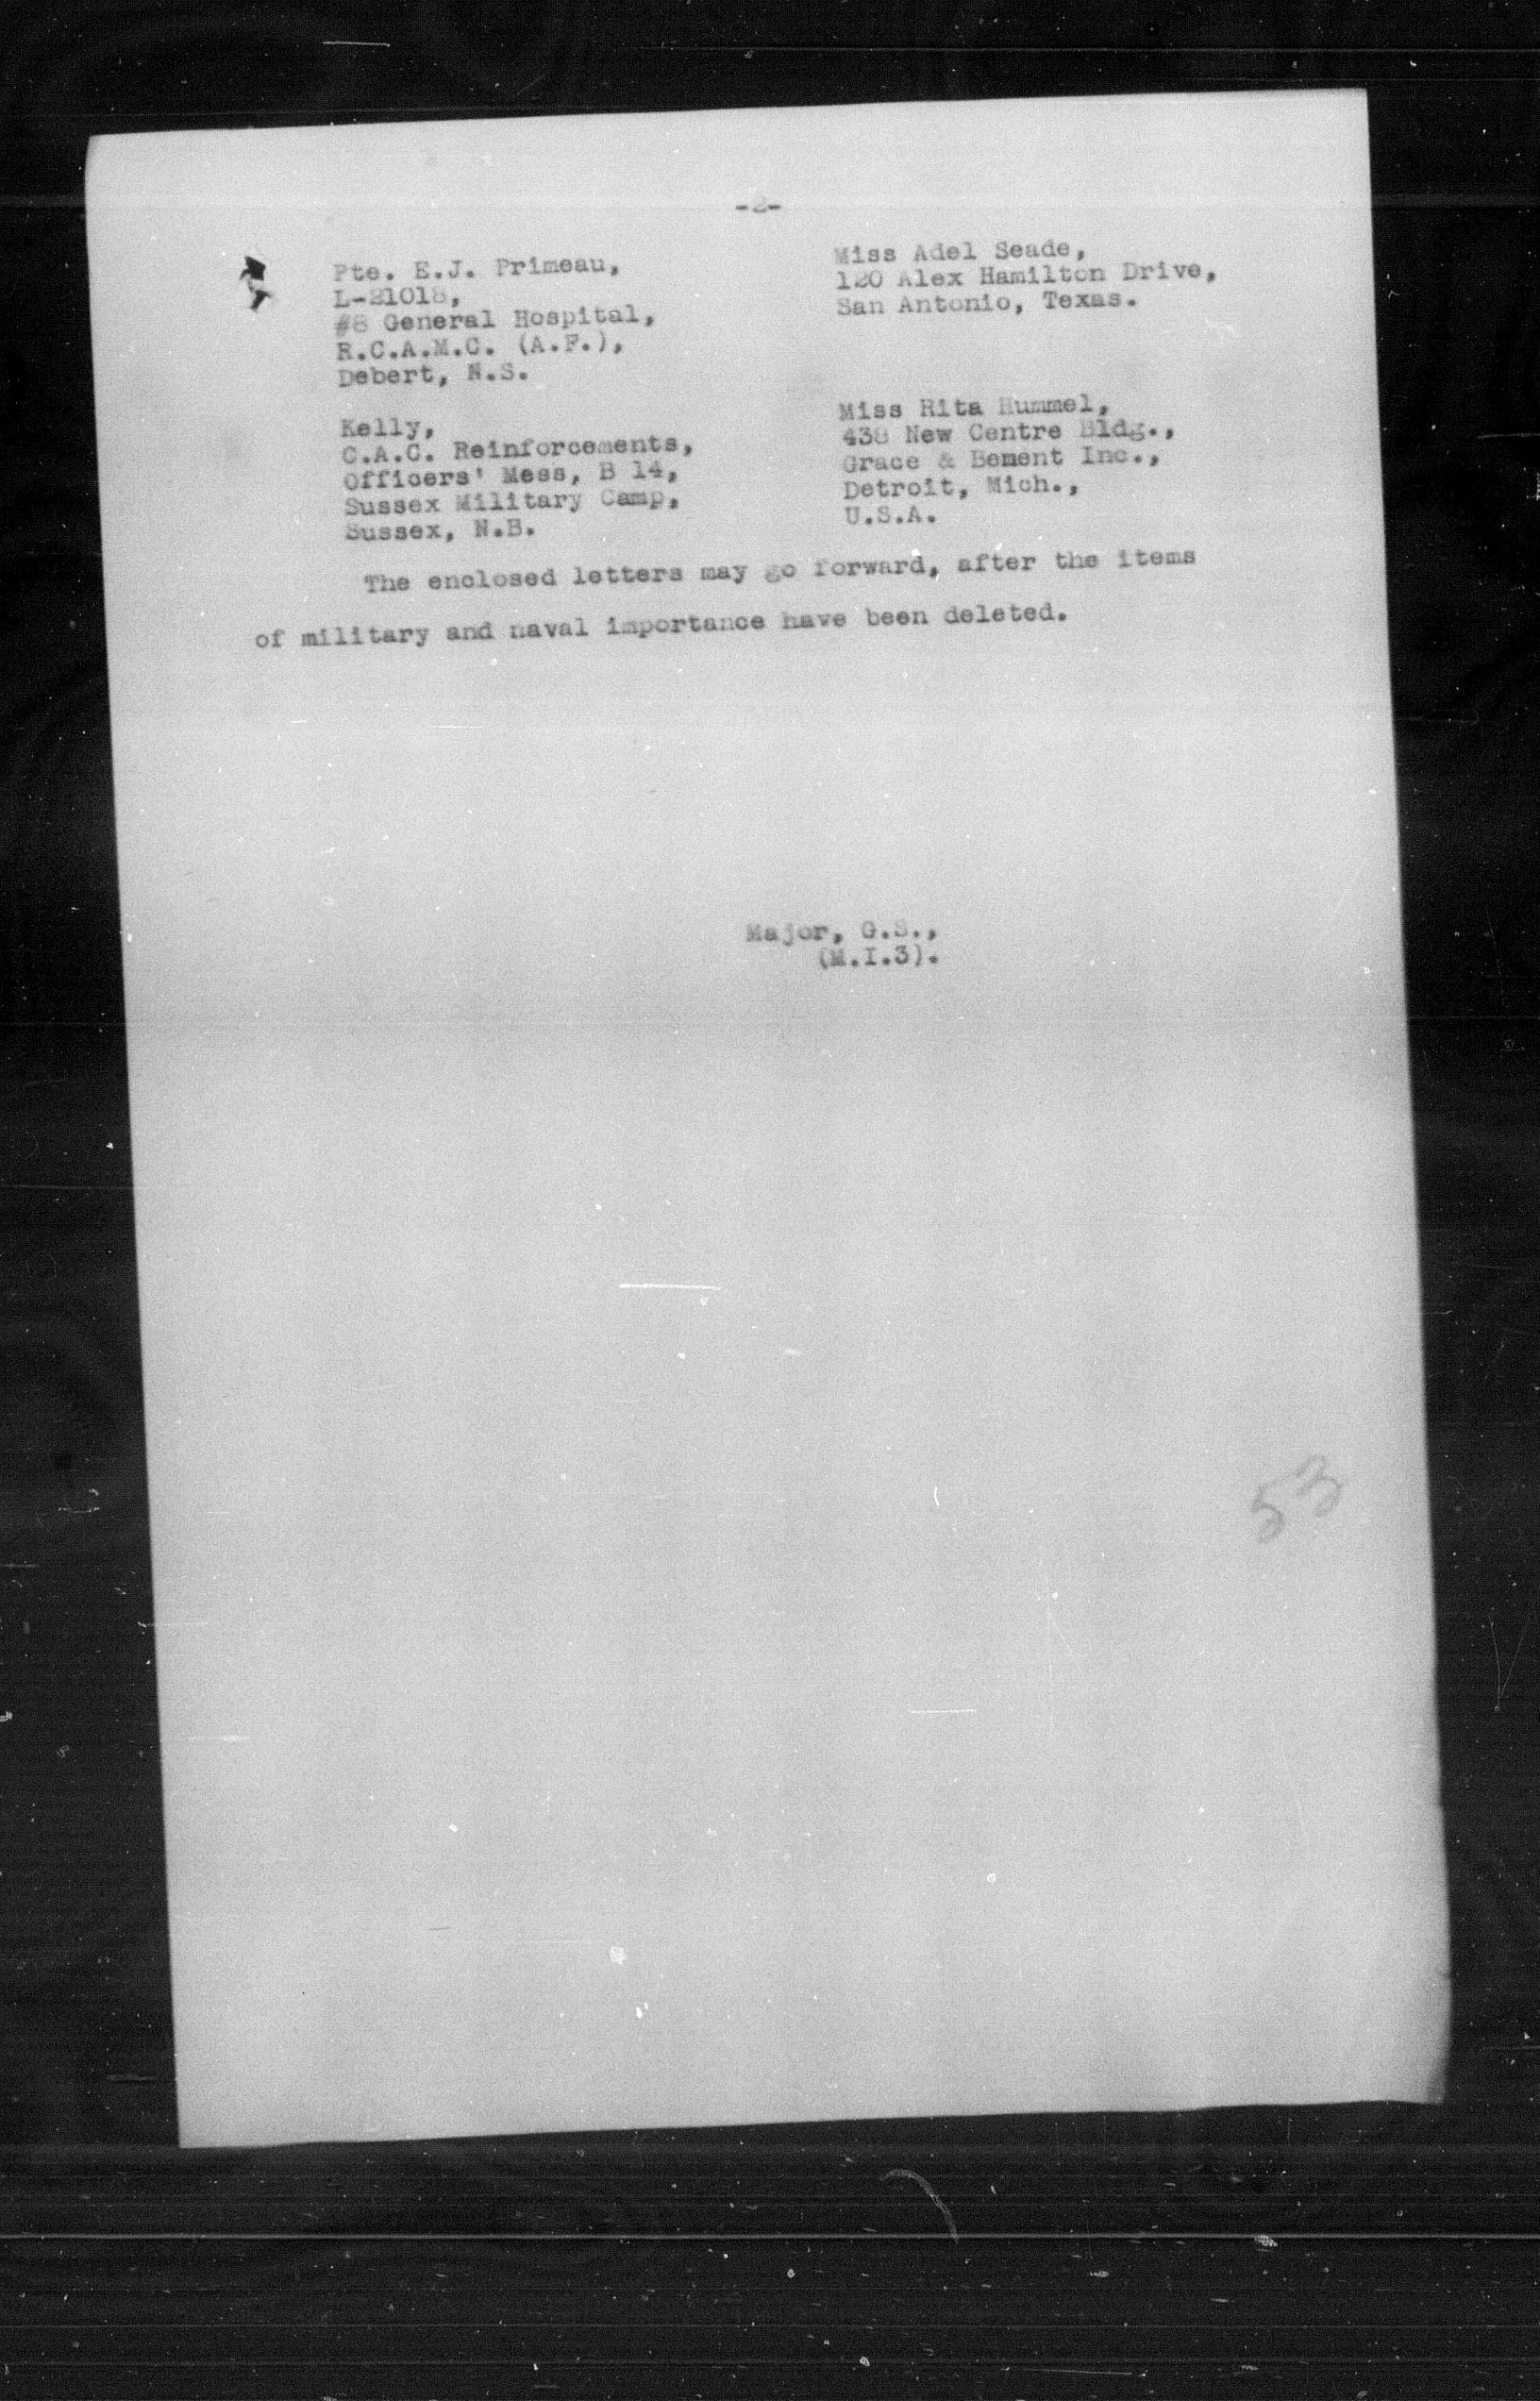 -2-
Pte. E.J. Primeau,
L-21018,
#8 General Hospital,
R.C.A.M.C. (A.F.),
Debert, N.S.
Miss Adel Seade,
120 Alex Hamilton Drive,
San Antonio, Texas.
Kelly,
C.A.C. Reinforcements,
Officers' Mess, B 14,
Sussex Military Camp,
Sussex, N.B.
Miss Rita Hummel,
438 New Centre Bldg.,
Grace & Bement Inc.,
Detroit, Mich.,
U.S.A.
The enclosed letters may go forward, after the items
of military and naval importance have been deleted.
Major, G.S.,
(M.I.3).
53